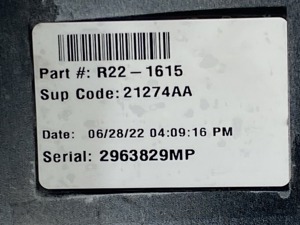 Part #: R22-1615
Sup Code: 21274AA
Date: 06/28/22 04:09:16 PM
Serial: 2963829MP